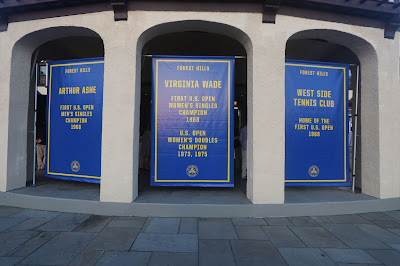 FOREST HILLS
ARTHUR ASHE
FIRST U.S. OPEN
MEN'S SINGLES
CHAMPION
1968
FOREST HILLS
VIRGINIA WADE
FIRST U.S. OPEN
WOMEN'S SINGLES
CHAMPION
1968
U.S. OPEN
WOMEN'S DOUBLES
CHAMPION
1973, 1975
FOREST HILLS
WEST SIDE
TENNIS CLUB
HOME OF THE
FIRST U.S. OPEN
1968